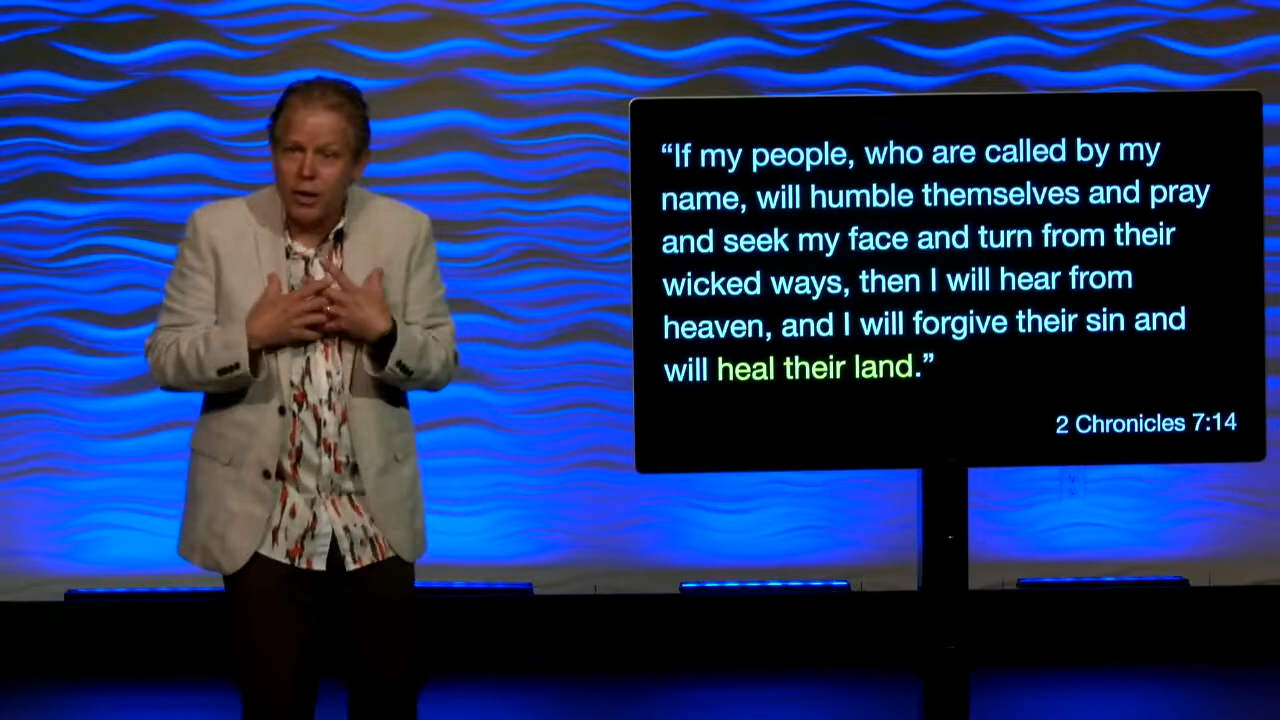 “If my people, who are called by my
name, will humble themselves and pray
and seek my face and turn from their
wicked ways, then I will hear from
heaven, and I will forgive their sin and
will heal their land.”
2 Chronicles 7:14